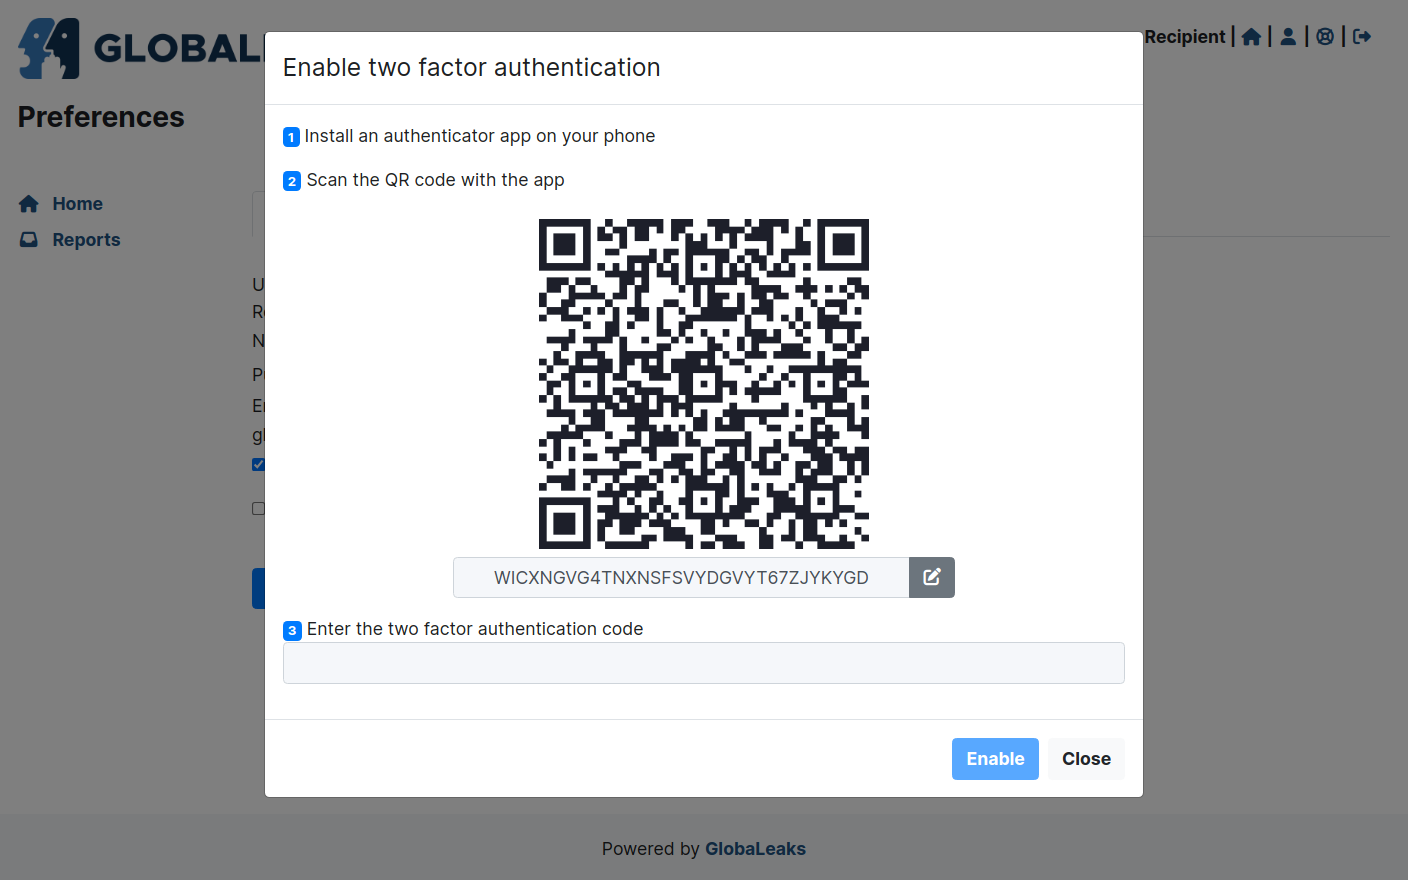 GLOBAL
Recipient | | | |
Enable two factor authentication
Preferences
1 Install an authenticator app on your phone
2 Scan the QR code with the app
Home
Reports
WICXNGVG4TNXNSFSVYDGVYT67ZJYKYGD
3 Enter the two factor authentication code
Enable Close
Powered by GlobaLeaks